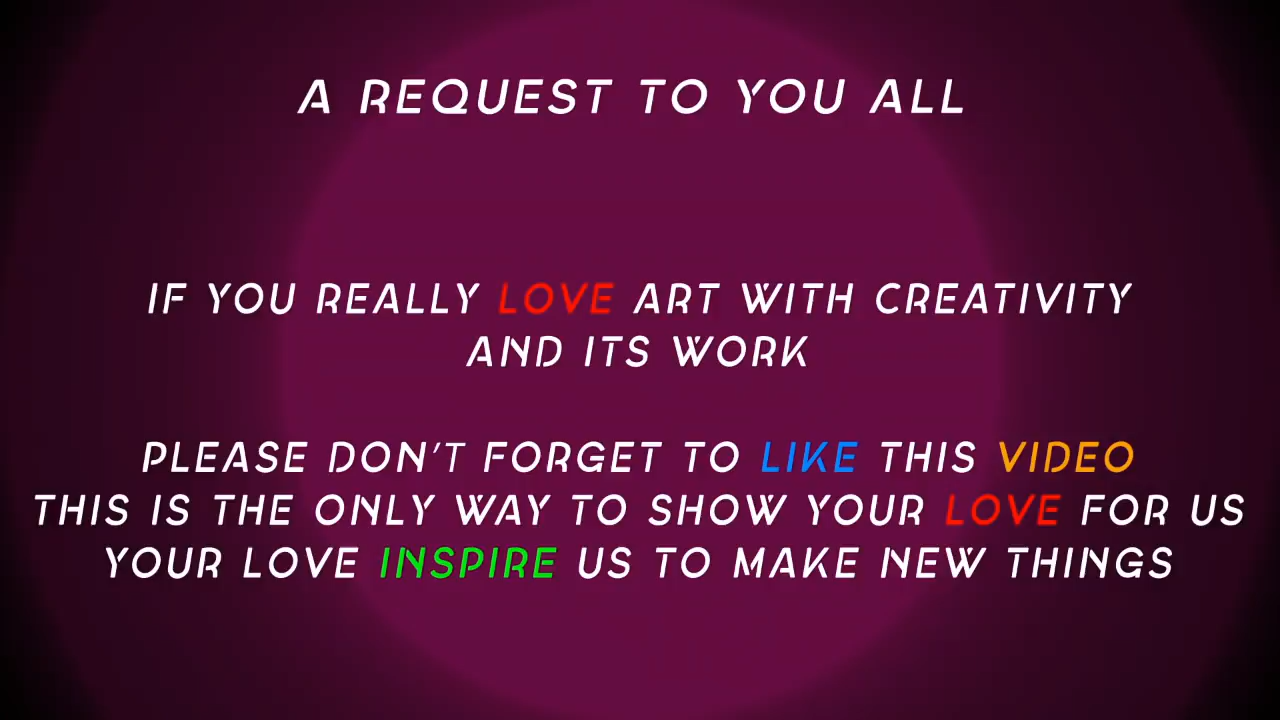 A REQUEST TO YOU ALL
IF YOU REALLY LOVE ART WITH CREATIVITY
AND ITS WORK
PLEASE DON'T FORGET TO LIKE THIS VIDEO
THIS IS THE ONLY WAY TO SHOW YOUR LOVE FOR US
YOUR LOVE INSPIRE US TO MAKE NEW THINGS